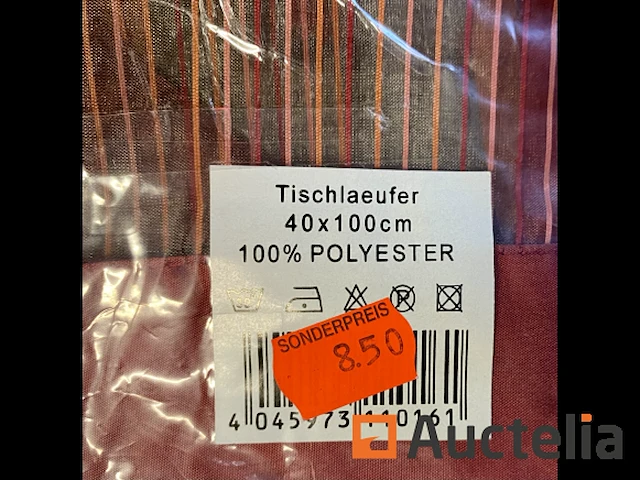 Tischlaeufer
40x100cm
100% POLYESTER
SONDERPREIS
8.50
4 045973 110161
Auctelia